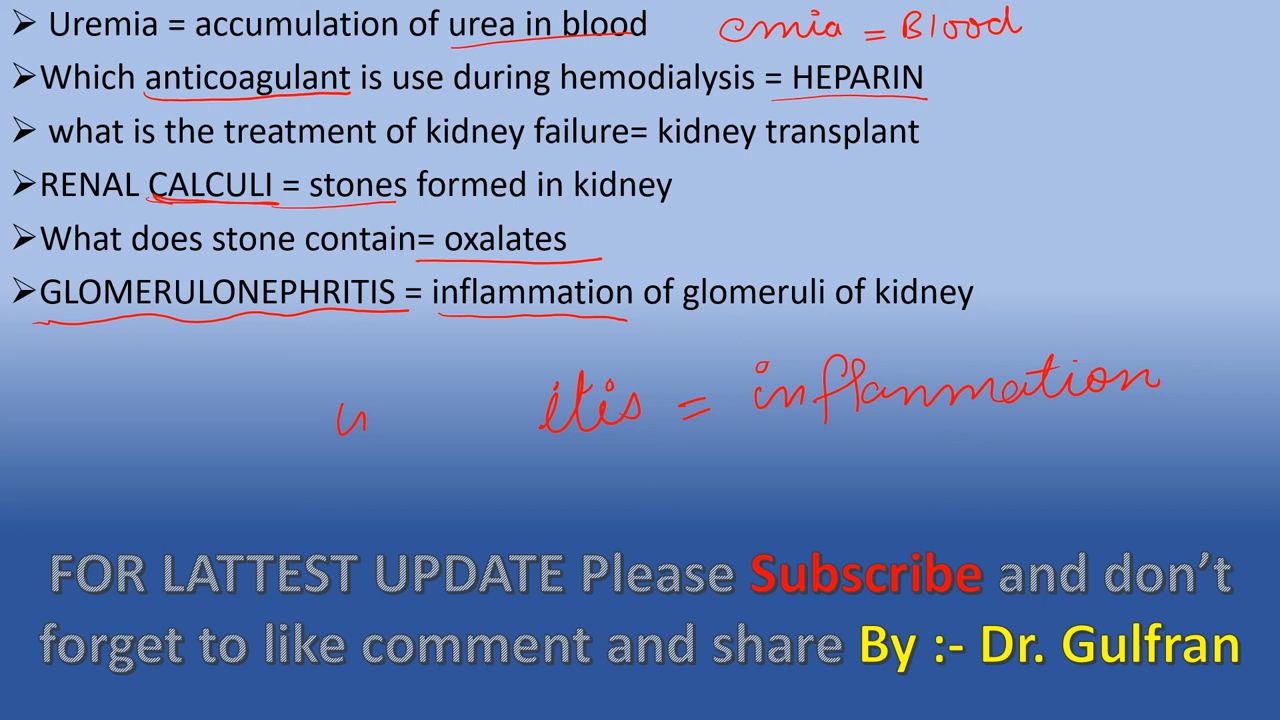 ➢ Uremia = accumulation of urea in blood emia = Blood
➢Which anticoagulant is use during hemodialysis = HEPARIN
➢ what is the treatment of kidney failure= kidney transplant
➢RENAL CALCULI = stones formed in kidney
➢What does stone contain= oxalates
➢GLOMERULONEPHRITIS = inflammation of glomeruli of kidney
itis = inflanmation
FOR LATTEST UPDATE Please Subscribe and don’t
forget to like comment and share By :- Dr. Gulfran